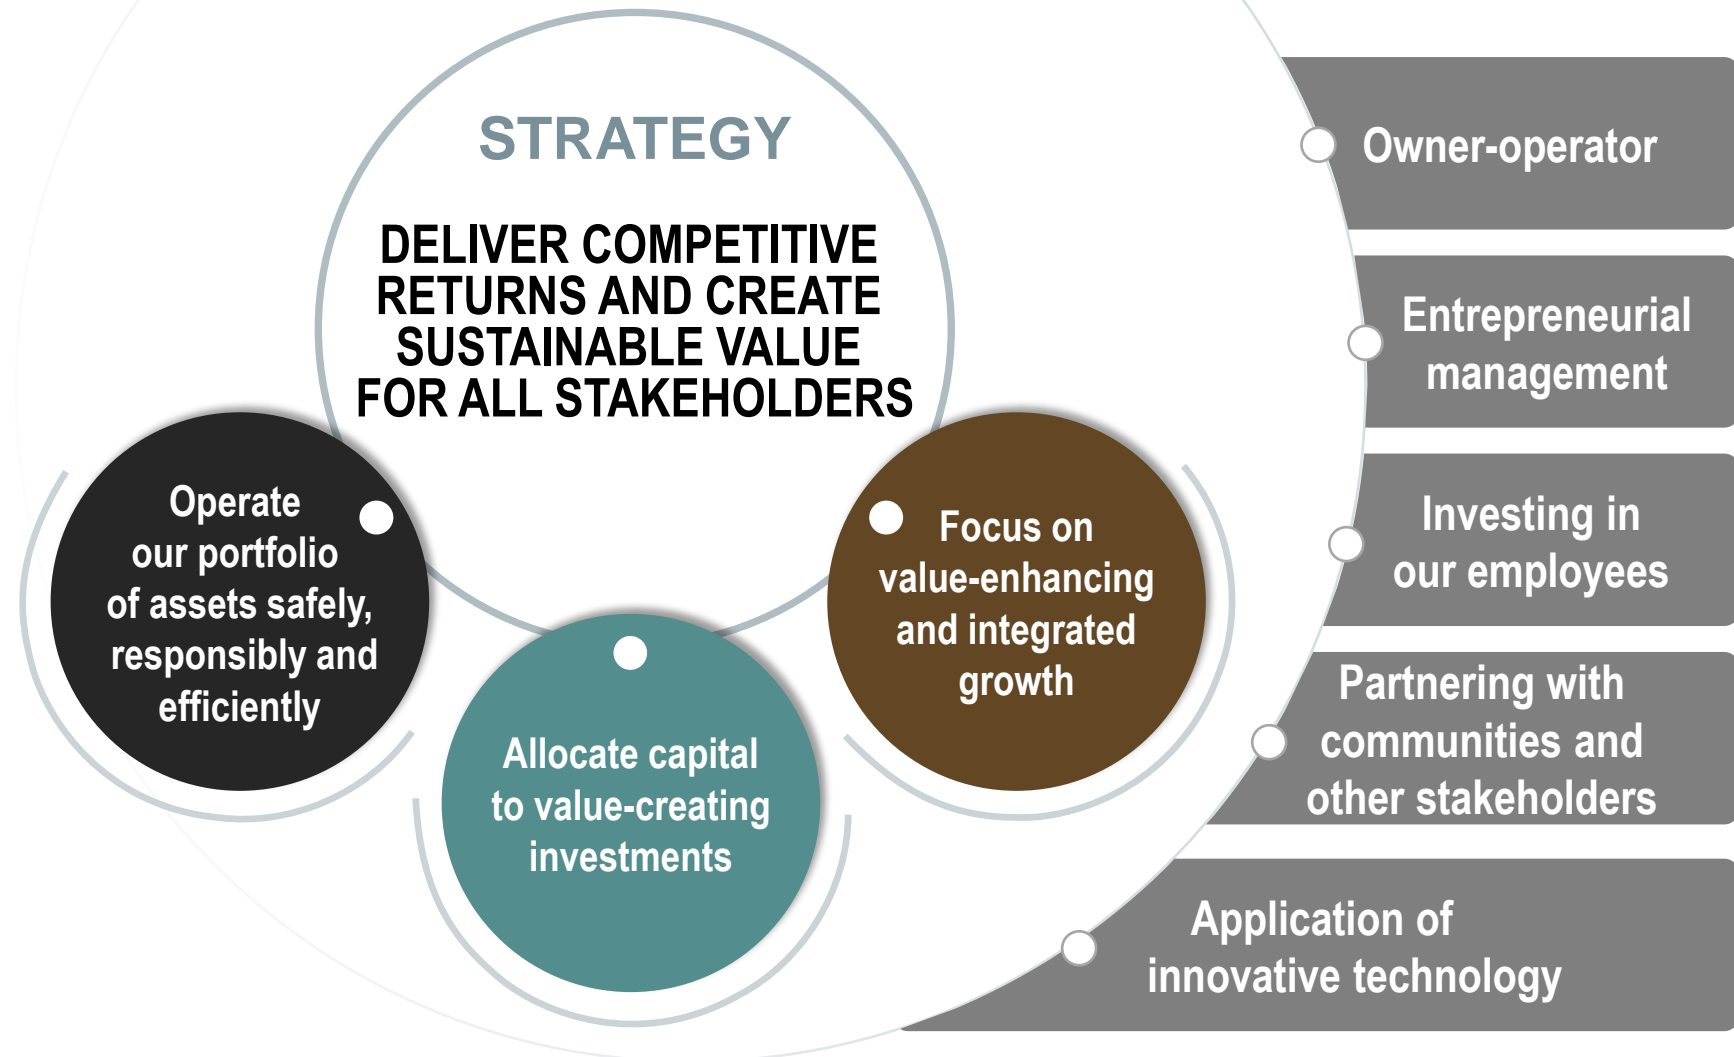 STRATEGY
DELIVER COMPETITIVE
RETURNS AND CREATE
SUSTAINABLE VALUE
FOR ALL STAKEHOLDERS
Operate
our portfolio
of assets safely,
responsibly and
efficiently
Allocate capital
to value-creating
investments
Focus on
value-enhancing
and integrated
growth
Owner-operator
Entrepreneurial
management
Investing in
our employees
Partnering with
communities and
other stakeholders
Application of
innovative technology